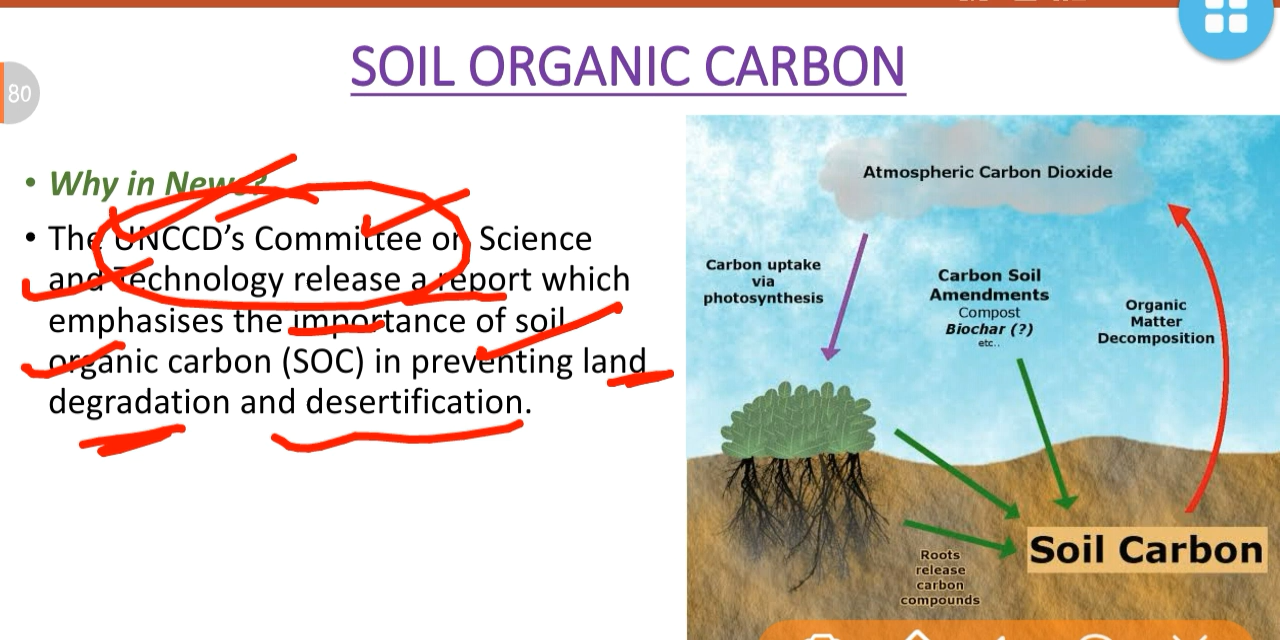 SOIL ORGANIC CARBON
80
• Why in News?
• The UNCCD's Committee on Science
and Technology release a report which
emphasises the importance of soil
organic carbon (SOC) in preventing land
degradation and desertification.
Atmospheric Carbon Dioxide
Carbon uptake
via
photosynthesis
Carbon Soil
Amendments
Compost
Biochar (?)
etc..
Organic
Matter
Decomposition
Soil Carbon
Roots
release
carbon
compounds